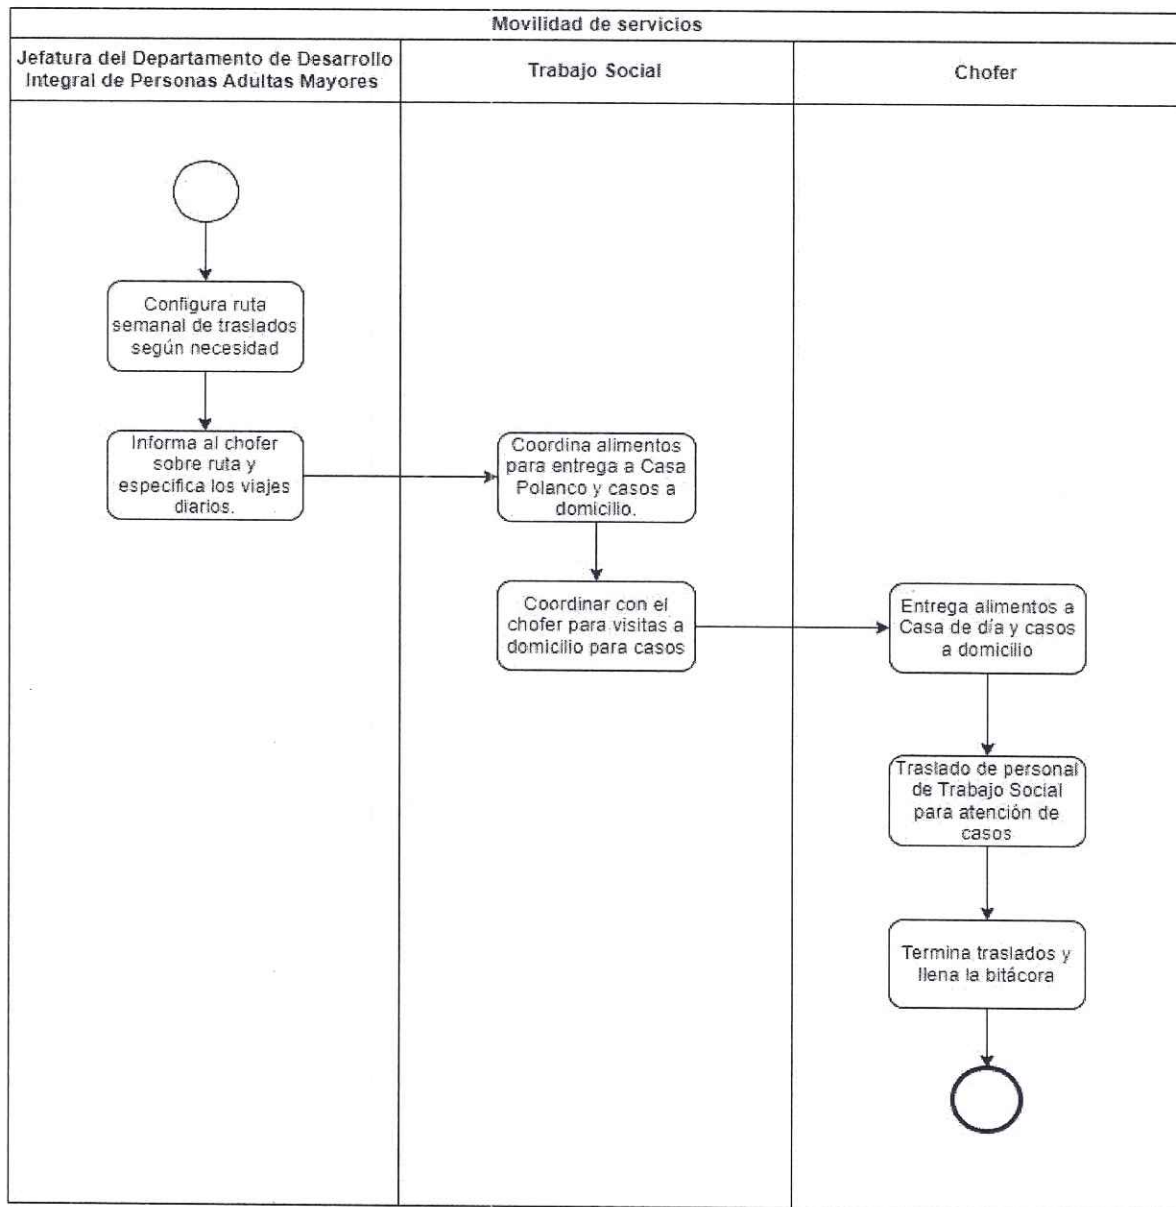 Movilidad de servicios
Jefatura del Departamento de Desarrollo
Integral de Personas Adultas Mayores
Trabajo Social
Chofer
Configura ruta
semanal de traslados
según necesidad
Informa al chofer
sobre ruta y
especifica los viajes
diarios.
Coordina alimentos
para entrega a Casa
Polanco y casos a
domicilio.
Coordinar con el
chofer para visitas a
domicilio para casos
Entrega alimentos a
Casa de día y casos
a domicilio
Traslado de personal
de Trabajo Social
para atención de
casos
Termina traslados y
llena la bitácora